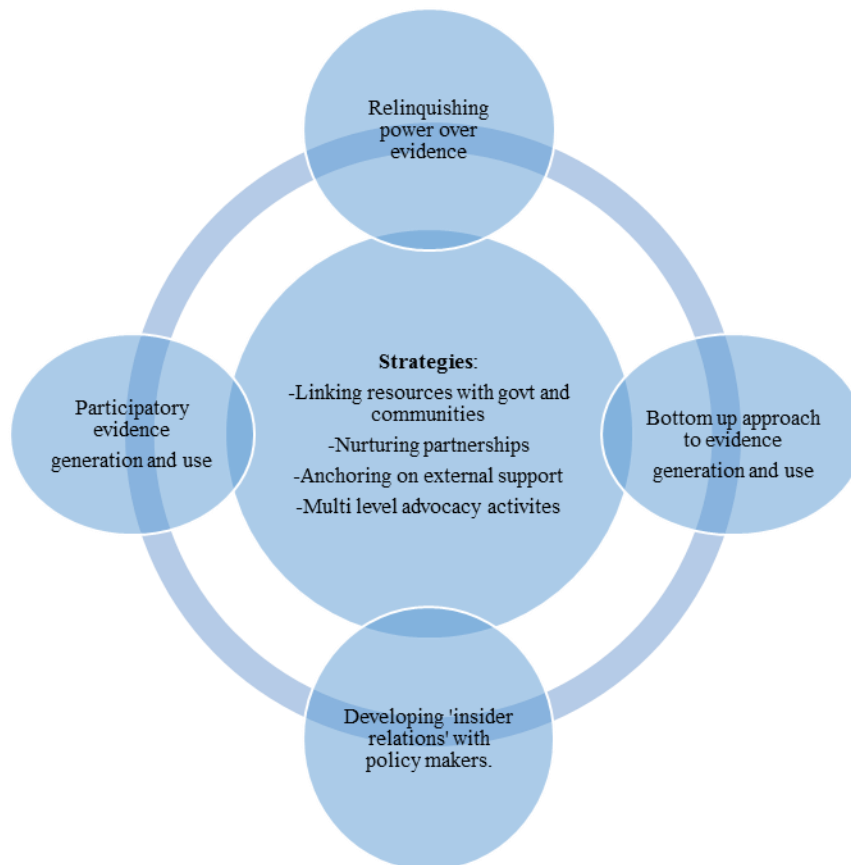 Relinquishing
power over
evidence
Strategies:
-Linking resources with govt and
communities
-Nurturing partnerships
-Anchoring on external support
-Multi level advocacy activites
Participatory
evidence
generation and use
Bottom up approach
to evidence
generation and use
Developing 'insider
relations' with
policy makers.